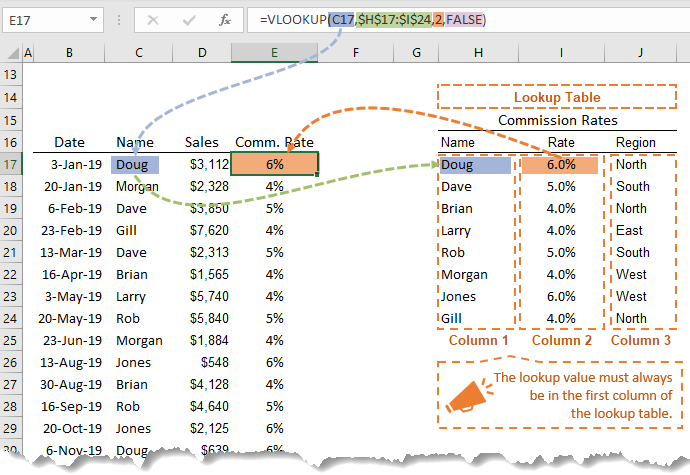 E17 =VLOOKUP(C17,$H$17:$I$24,2,FALSE)
A B C D E F G H I J
13
14 Lookup Table
15 Commission Rates
16 Date Name Sales Comm. Rate Name Rate Region
17 3-Jan-19 Doug $3,112 6% Doug 6.0% North
18 20-Jan-19 Morgan $2,328 4% Dave 5.0% South
19 6-Feb-19 Dave $3,850 5% Brian 4.0% North
20 23-Feb-19 Gill $7,620 4% Larry 4.0% East
21 13-Mar-19 Dave $2,313 5% Rob 5.0% South
22 16-Apr-19 Brian $1,565 4% Morgan 4.0% West
23 3-May-19 Larry $5,740 4% Jones 6.0% West
24 20-May-19 Rob $5,840 5% Gill 4.0% North
25 23-Jun-19 Morgan $1,884 4% Column 1 Column 2 Column 3
26 13-Aug-19 Jones $548 6%
27 30-Aug-19 Brian $4,128 4% The lookup value must always
28 16-Sep-19 Rob $4,640 5% be in the first column of
29 20-Oct-19 Jones $2,125 6% the lookup table.
30 6-Nov-19 Doug $639 6%